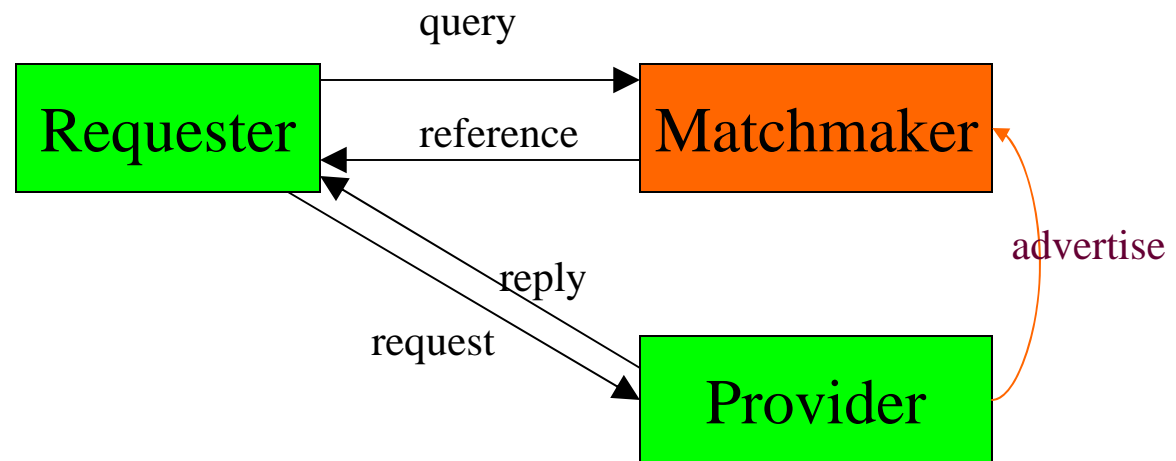 query
Requester
reference
Matchmaker
advertise
reply
request
Provider